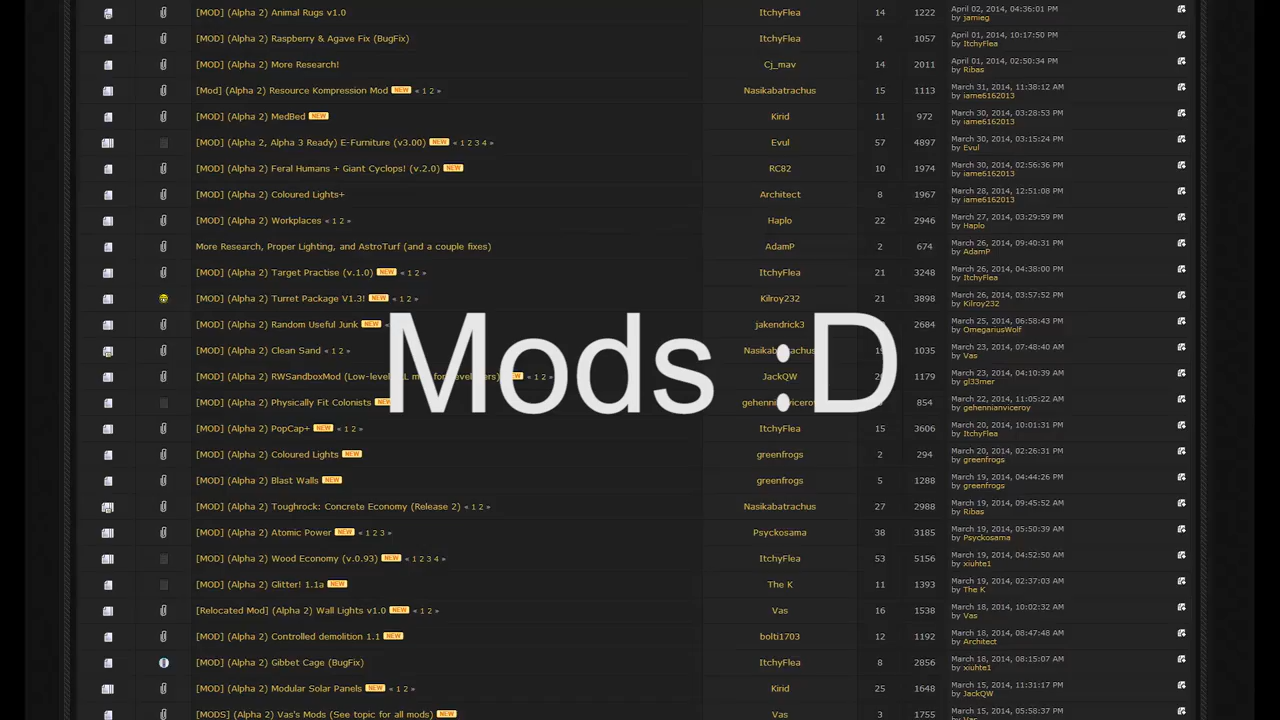 [MOD] (Alpha 2) Animal Rugs v1.0 ItchyFlea 14 1222 April 02, 2014, 04:36:01 PM
by jamieg
[MOD] (Alpha 2) Raspberry & Agave Fix (BugFix) ItchyFlea 4 1057 April 01, 2014, 10:17:50 PM
by ItchyFlea
[MOD] (Alpha 2) More Research! Cj_mav 14 2011 April 01, 2014, 02:50:34 PM
by Ribas
[Mod] (Alpha 2) Resource Kompression Mod NEW « 1 2 » Nasikabatrachus 15 1113 March 31, 2014, 11:38:12 AM
by iame6162013
[MOD] (Alpha 2) MedBed NEW Kirid 11 972 March 30, 2014, 03:28:53 PM
by iame6162013
[MOD] (Alpha 2, Alpha 3 Ready) E-Furniture (v3.00) NEW « 1 2 3 4 » Evul 57 4897 March 30, 2014, 03:15:24 PM
by Evul
[MOD] (Alpha 2) Feral Humans + Giant Cyclops! (v.2.0) NEW RC82 10 1974 March 30, 2014, 02:56:36 PM
by iame6162013
[MOD] (Alpha 2) Coloured Lights+ Architect 8 1967 March 28, 2014, 12:51:08 PM
by iame6162013
[MOD] (Alpha 2) Workplaces « 1 2 » Haplo 22 2946 March 27, 2014, 03:29:59 PM
by Haplo
More Research, Proper Lighting, and AstroTurf (and a couple fixes) AdamP 2 674 March 26, 2014, 09:40:31 PM
by AdamP
[MOD] (Alpha 2) Target Practise (v.1.0) NEW « 1 2 » ItchyFlea 21 3248 March 26, 2014, 04:38:00 PM
by ItchyFlea
[MOD] (Alpha 2) Turret Package V1.3! NEW « 1 2 » Kilroy232 21 3898 March 26, 2014, 03:57:52 PM
by Kilroy232
[MOD] (Alpha 2) Random Useful Junk NEW jakendrick3 2684 March 25, 2014, 06:58:43 PM
by OmegariusWolf
[MOD] (Alpha 2) Clean Sand « 1 2 » Nasikabatrachus 1035 March 23, 2014, 07:48:40 AM
by Vas
Mods :D
[MOD] (Alpha 2) RWSandboxMod (Low-level « 1 2 » JackQW 1179 March 23, 2014, 04:10:39 AM
by gl33mer
[MOD] (Alpha 2) Physically Fit Colonists NEW gehennianviceroy 854 March 22, 2014, 11:05:22 AM
by gehennianviceroy
[MOD] (Alpha 2) PopCap+ NEW « 1 2 » ItchyFlea 15 3606 March 20, 2014, 10:01:31 PM
by ItchyFlea
[MOD] (Alpha 2) Coloured Lights NEW greenfrogs 2 294 March 20, 2014, 02:26:31 PM
by greenfrogs
[MOD] (Alpha 2) Blast Walls NEW greenfrogs 5 1288 March 19, 2014, 04:44:26 PM
by greenfrogs
[MOD] (Alpha 2) Toughrock: Concrete Economy (Release 2) « 1 2 » Nasikabatrachus 27 2988 March 19, 2014, 09:45:52 AM
by Ribas
[MOD] (Alpha 2) Atomic Power NEW « 1 2 3 » Psyckosama 38 3185 March 19, 2014, 05:50:39 AM
by Psyckosama
[MOD] (Alpha 2) Wood Economy (v.0.93) NEW « 1 2 3 4 » ItchyFlea 53 5156 March 19, 2014, 04:52:50 AM
by xiuhte1
[MOD] (Alpha 2) Glitter! 1.1a NEW The K 11 1393 March 19, 2014, 02:37:03 AM
by The K
[Relocated Mod] (Alpha 2) Wall Lights v1.0 NEW « 1 2 » Vas 16 1538 March 18, 2014, 10:02:32 AM
by Vas
[MOD] (Alpha 2) Controlled demolition 1.1 NEW bolti1703 12 1192 March 18, 2014, 08:47:48 AM
by Architect
[MOD] (Alpha 2) Gibbet Cage (BugFix) ItchyFlea 8 2856 March 18, 2014, 08:15:07 AM
by xiuhte1
[MOD] (Alpha 2) Modular Solar Panels NEW « 1 2 » Kirid 25 1648 March 15, 2014, 11:31:17 PM
by JackQW
[MODS] (Alpha 2) Vas's Mods (See topic for all mods) NEW Vas 3 1755 March 15, 2014, 05:58:37 PM
by Vas